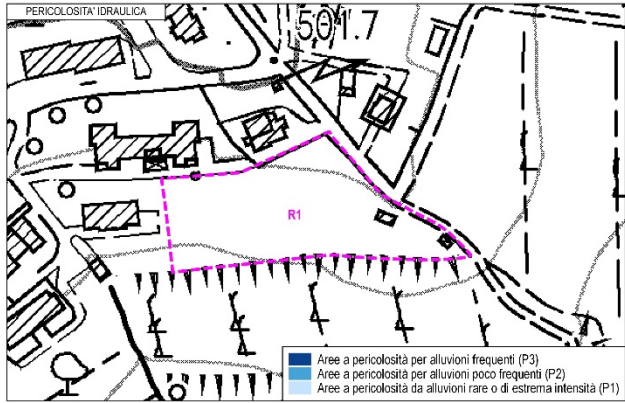 PERICOLOSITA' IDRAULICA
501.7
R1
Aree a pericolosità per alluvioni frequenti (P3)
Aree a pericolosità per alluvioni poco frequenti (P2)
Aree a pericolosità da alluvioni rare o di estrema intensità (P1)